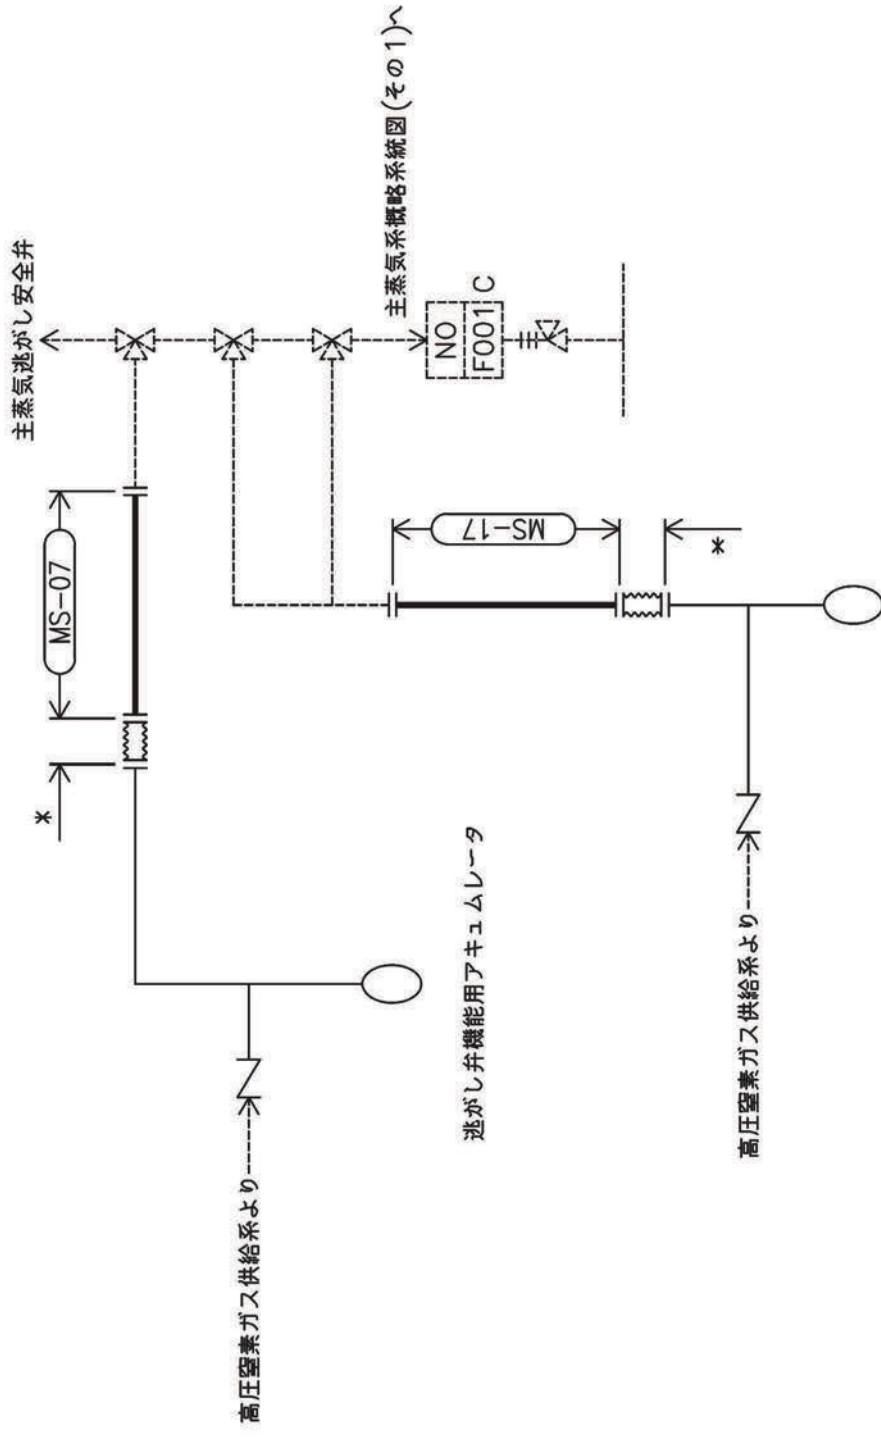 主蒸気逃がし安全弁
主蒸気系概略系統図(その1)へ
NO
F001
C
MS-07
*
MS-17
*
高圧窒素ガス供給系より
逃がし弁機能用アキュムレータ
高圧窒素ガス供給系より